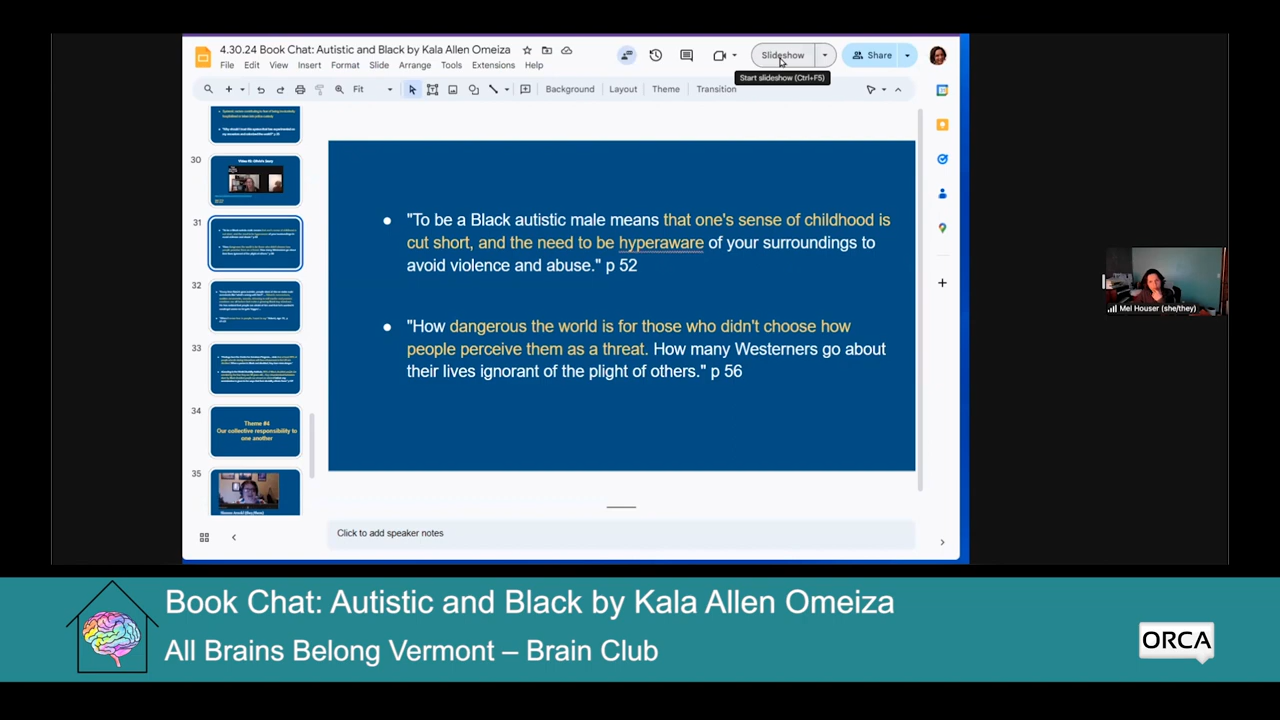 4.30.24 Book Chat: Autistic and Black by Kala Allen Omeiza
Slideshow
Share
File Edit View Insert Format Slide Arrange Tools Extensions Help
Start slideshow (Ctrl+F5)
Fit
Background Layout Theme Transition
30
31
32
33
34
Theme #4
Our collective responsibility to
one another
35
● "To be a Black autistic male means that one's sense of childhood is
cut short, and the need to be hyperaware of your surroundings to
avoid violence and abuse." p 52
● "How dangerous the world is for those who didn't choose how
people perceive them as a threat. How many Westerners go about
their lives ignorant of the plight of others." p 56
Click to add speaker notes
Mel Houser (she/they)
Book Chat: Autistic and Black by Kala Allen Omeiza
All Brains Belong Vermont – Brain Club
ORCA